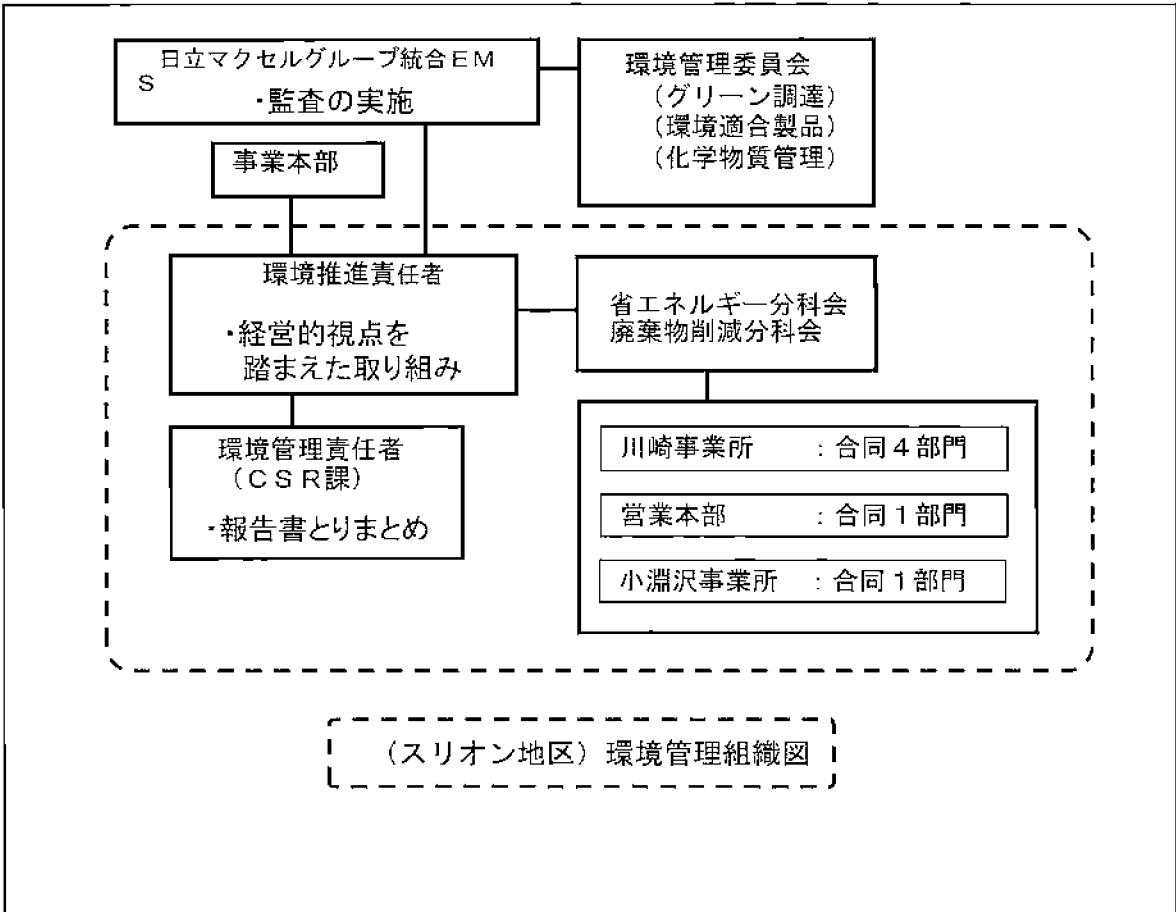 日立マクセルグループ統合ＥＭ
Ｓ
・監査の実施
環境管理委員会
（グリーン調達）
（環境適合製品）
（化学物質管理）
事業本部
環境推進責任者
・経営的視点を
踏まえた取り組み
省エネルギー分科会
廃棄物削減分科会
環境管理責任者
（ＣＳＲ課）
・報告書とりまとめ
川崎事業所　　：合同４部門
営業本部　　　：合同１部門
小淵沢事業所　：合同１部門
（スリオン地区）環境管理組織図